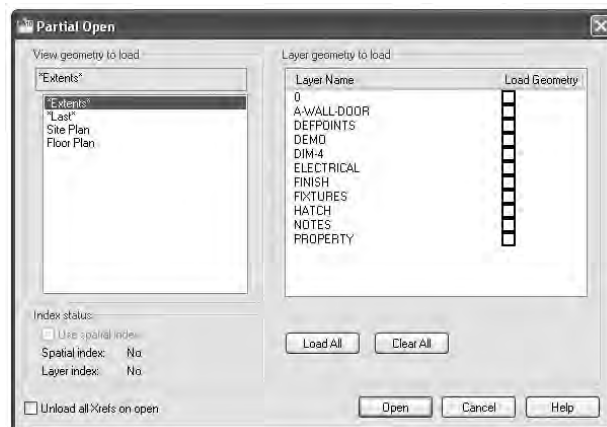 Partial Open
View geometry to load
*Extents*
*Extents*
*Last*
Site Plan
Floor Plan
Index status:
Use spatial index
Spatial index: No
Layer index: No
Unload all Xrefs on open
Layer geometry to load
Layer Name Load Geometry
0
A-WALL-DOOR
DEFPOINTS
DEMO
DIM-4
ELECTRICAL
FINISH
FIXTURES
HATCH
NOTES
PROPERTY
Load All Clear All
Open Cancel Help